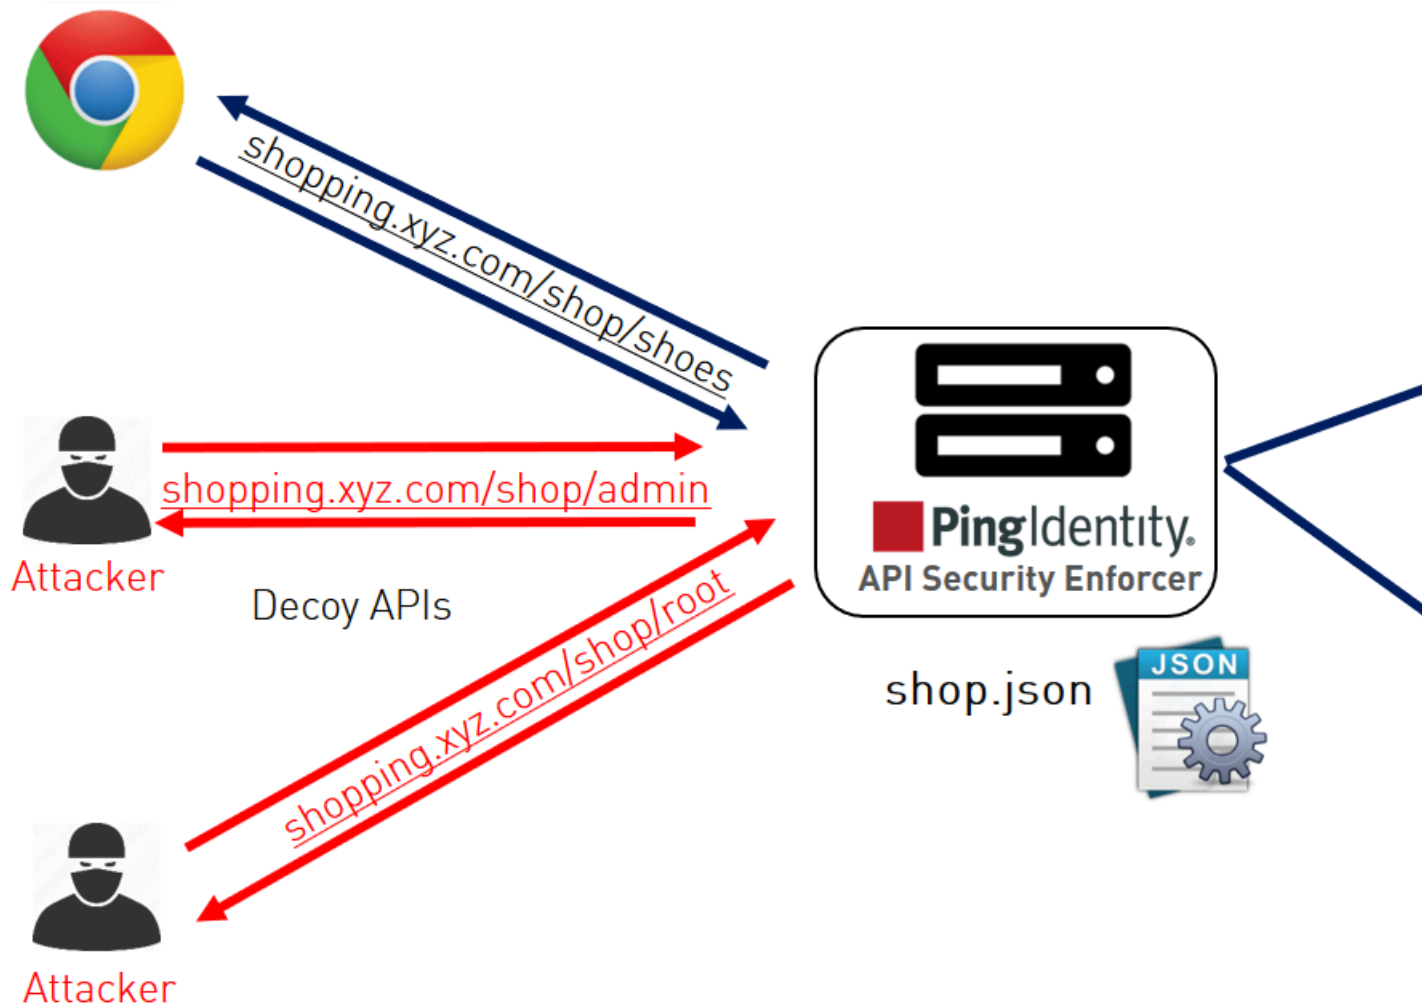 shopping.xyz.com/shop/shoes
shopping.xyz.com/shop/admin
Attacker
Decoy APIs
shopping.xyz.com/shop/root
Attacker
PingIdentity.
API Security Enforcer
shop.json
JSON